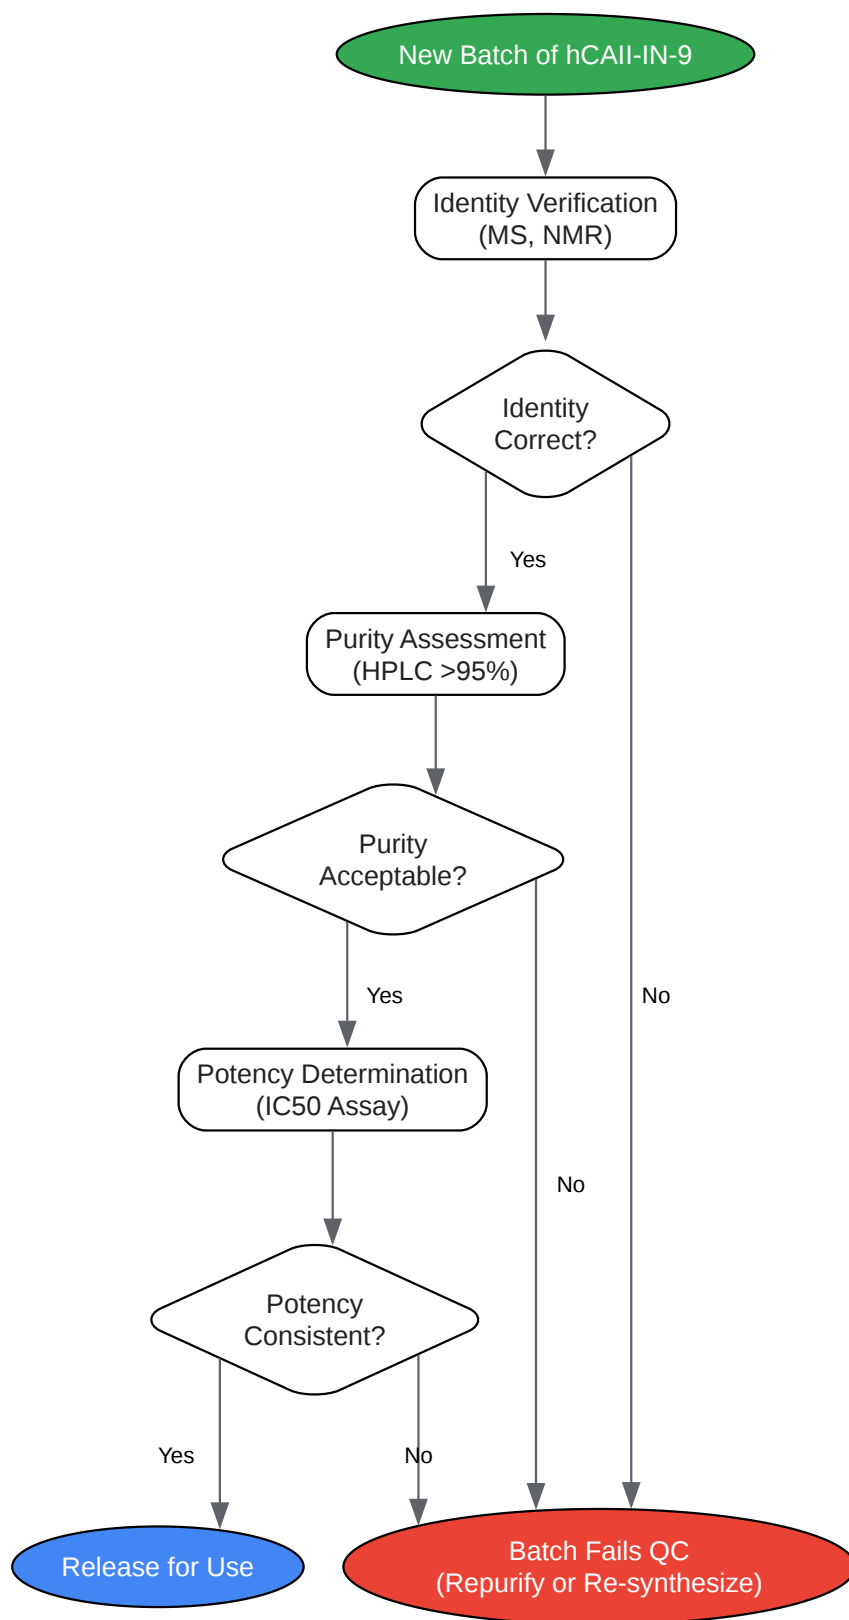 New Batch of hCAII-IN-9
Identity Verification
(MS, NMR)
Identity
Correct?
Yes
Purity Assessment
(HPLC >95%)
Purity
Acceptable?
Yes
No
Potency Determination
(IC50 Assay)
No
Potency
Consistent?
Yes
No
Release for Use
Batch Fails QC
(Repurify or Re-synthesize)